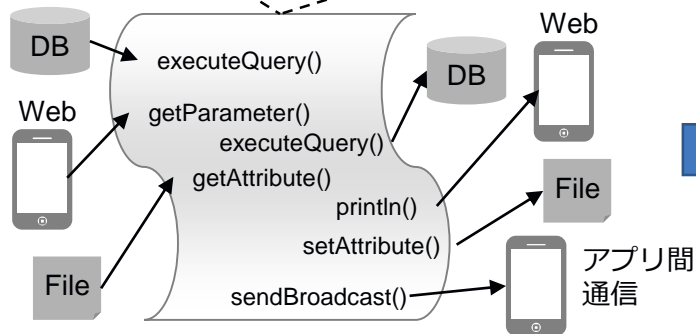 Web
DB
executeQuery()
DB
Web
getParameter()
executeQuery()
getAttribute()
File
println()
setAttribute()
アプリ間
通信
File
sendBroadcast()